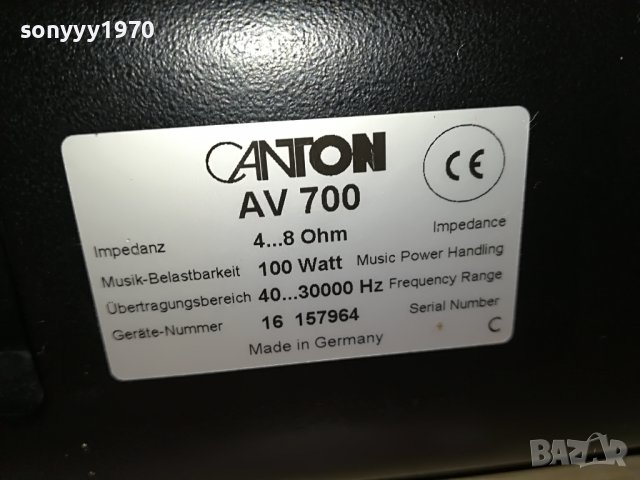 sonyyy1970
CANTON
CE
AV 700
Impedanz 4...8 Ohm Impedance
Musik-Belastbarkeit 100 Watt Music Power Handling
Übertragungsbereich 40...30000 Hz Frequency Range
Geräte-Nummer 16 157964 Serial Number
Made in Germany C
BAZAR